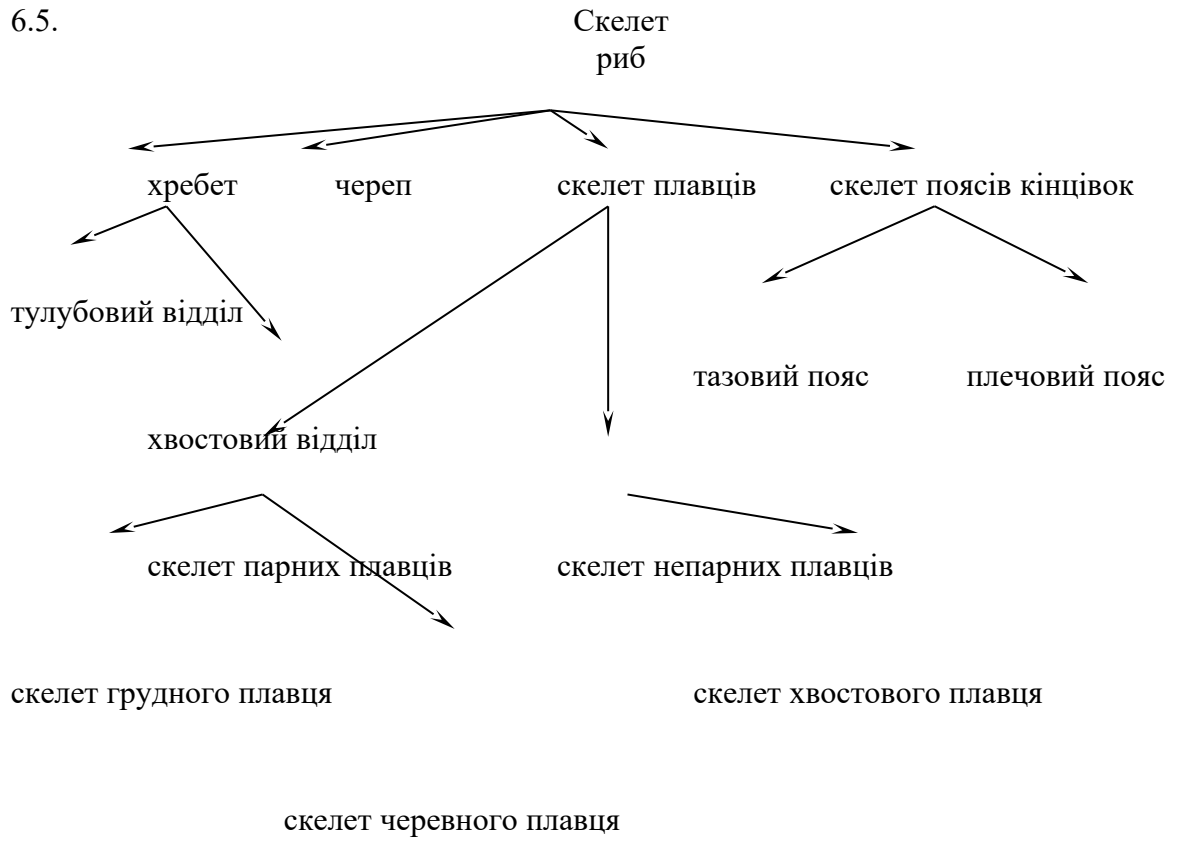 6.5. Скелет
риб
хребет череп скелет плавців скелет поясів кінцівок
тулубовий відділ
тазовий пояс плечовий пояс
хвостовий відділ
скелет парних плавців скелет непарних плавців
скелет грудного плавця скелет хвостового плавця
скелет черевного плавця